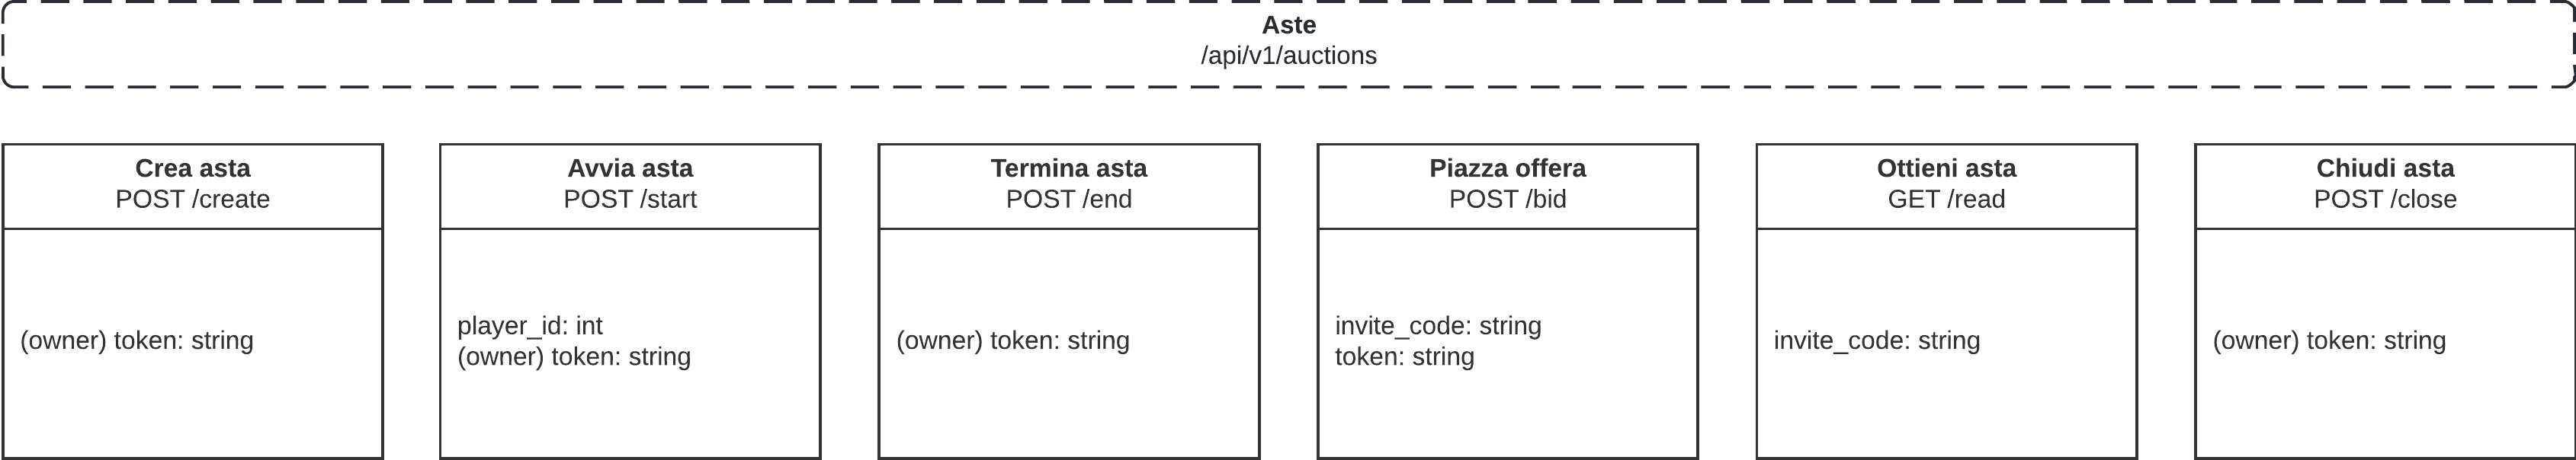 Aste
/api/v1/auctions
Crea asta
POST /create
(owner) token: string
Avvia asta
POST /start
player_id: int
(owner) token: string
Termina asta
POST /end
(owner) token: string
Piazza offera
POST /bid
invite_code: string
token: string
Ottieni asta
GET /read
invite_code: string
Chiudi asta
POST /close
(owner) token: string